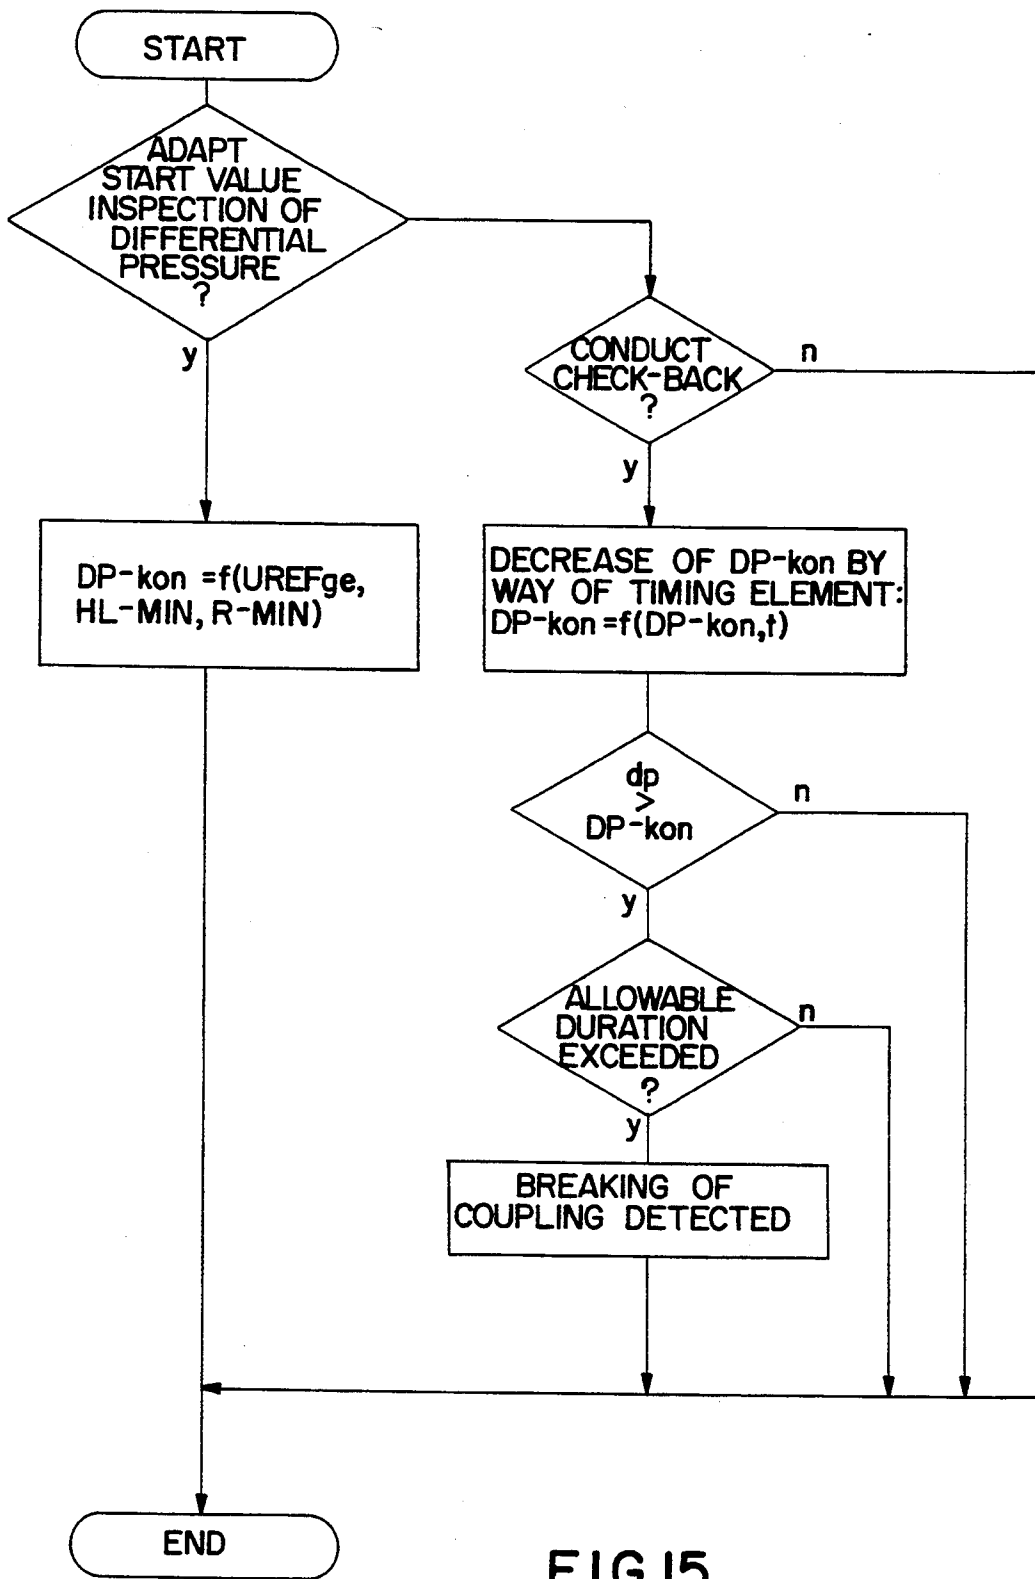 START
ADAPT
START VALUE
INSPECTION OF
DIFFERENTIAL
PRESSURE
?
y
CONDUCT
CHECK-BACK
?
n
y
DP-kon =f(UREFge,
HL-MIN, R-MIN)
DECREASE OF DP-kon BY
WAY OF TIMING ELEMENT:
DP-kon =f(DP-kon,t)
dp
>
DP-kon
n
y
ALLOWABLE
DURATION
EXCEEDED
?
n
y
BREAKING OF
COUPLING DETECTED
END
FIG.15